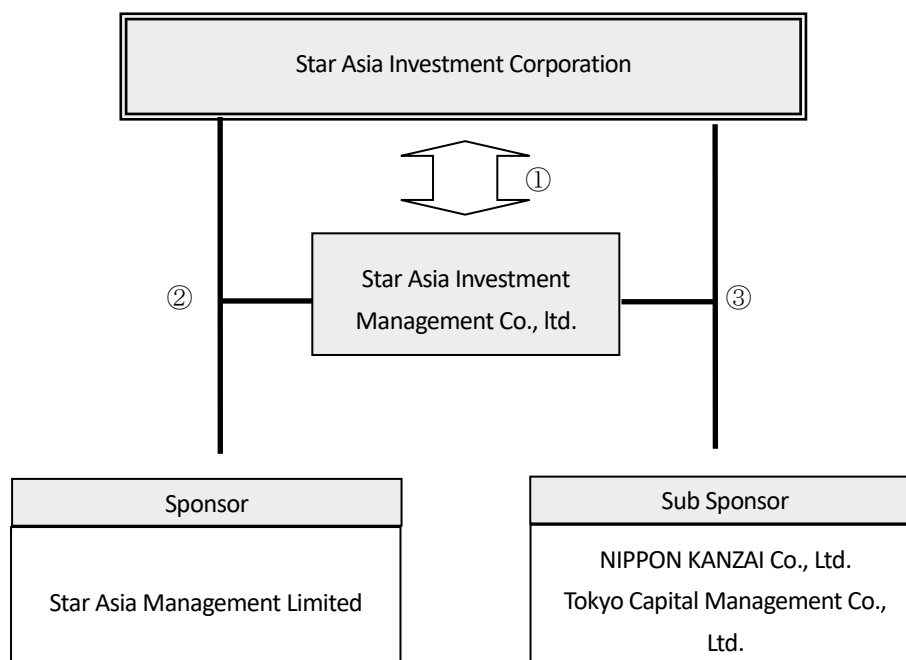 Star Asia Investment Corporation
①
Star Asia Investment
Management Co., ltd.
②
③
Sponsor
Star Asia Management Limited
Sub Sponsor
NIPPON KANZAI Co., Ltd.
Tokyo Capital Management Co.,
Ltd.